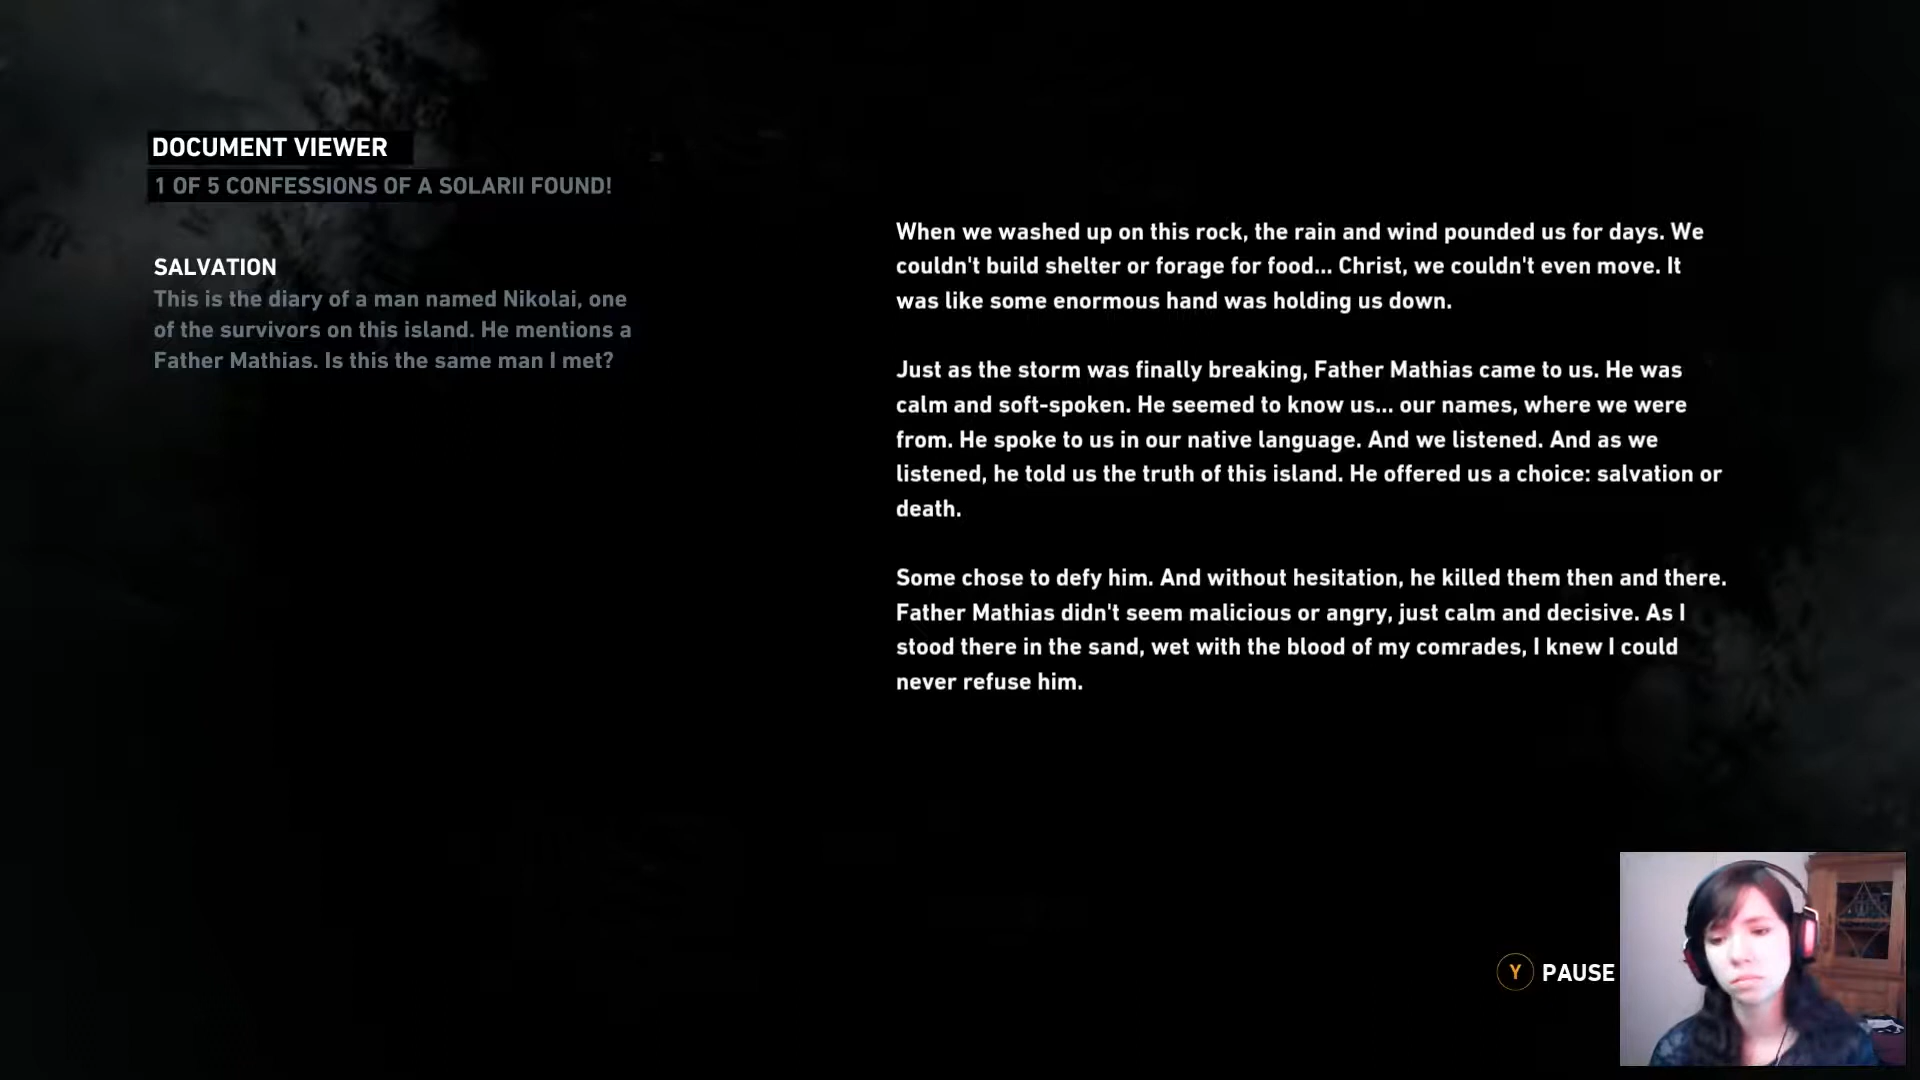 DOCUMENT VIEWER
1 OF 5 CONFESSIONS OF A SOLARII FOUND!
SALVATION
This is the diary of a man named Nikolai, one
of the survivors on this island. He mentions a
Father Mathias. Is this the same man I met?
When we washed up on this rock, the rain and wind pounded us for days. We
couldn't build shelter or forage for food... Christ, we couldn't even move. It
was like some enormous hand was holding us down.
Just as the storm was finally breaking, Father Mathias came to us. He was
calm and soft-spoken. He seemed to know us... our names, where we were
from. He spoke to us in our native language. And we listened. And as we
listened, he told us the truth of this island. He offered us a choice: salvation or
death.
Some chose to defy him. And without hesitation, he killed them then and there.
Father Mathias didn't seem malicious or angry, just calm and decisive. As I
stood there in the sand, wet with the blood of my comrades, I knew I could
never refuse him.
Y PAUSE